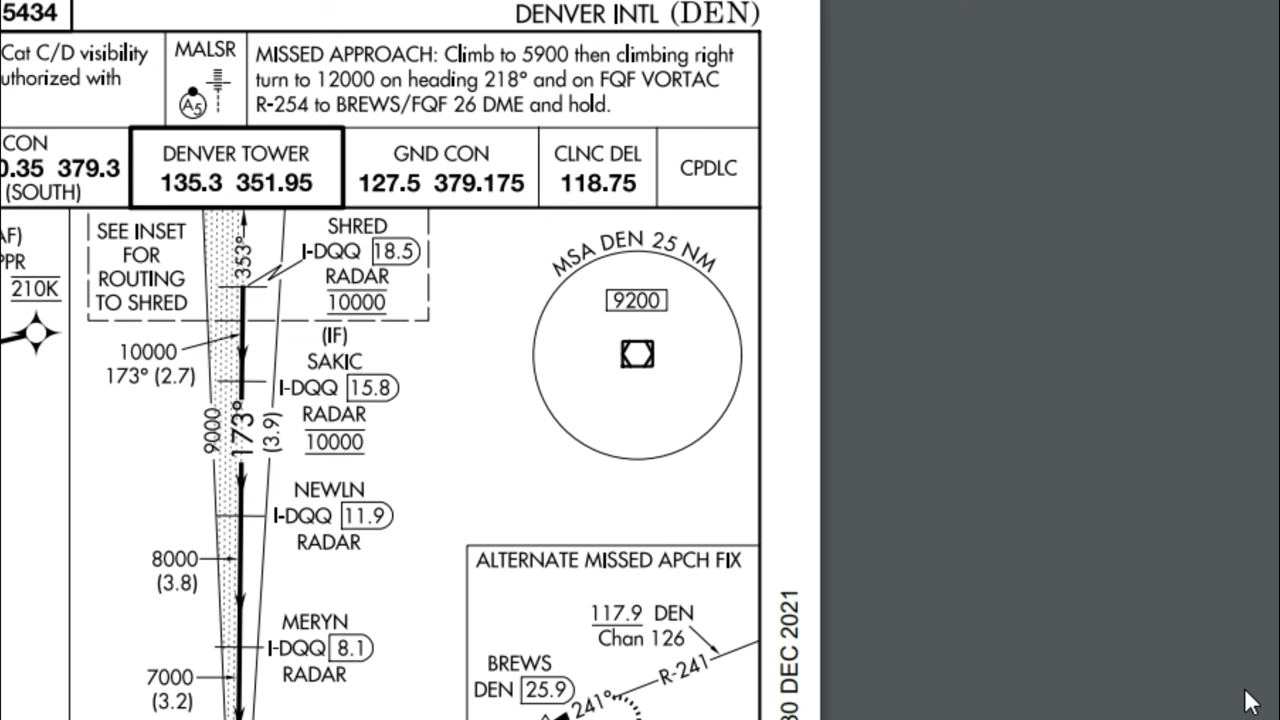 5434
DENVER INTL (DEN)
Cat C/D visibility
uthorized with
MALSR
A5
MISSED APPROACH: Climb to 5900 then climbing right
turn to 12000 on heading 218° and on FQF VORTAC
R-254 to BREWS/FQF 26 DME and hold.
CON
0.35 379.3
(SOUTH)
DENVER TOWER
135.3 351.95
GND CON
127.5 379.175
CLNC DEL
118.75
CPDLC
AF)
PPR
210K
SEE INSET
FOR
ROUTING
TO SHRED
353°
SHRED
I-DQQ 18.5
RADAR
10000
10000
173° (2.7)
(IF)
SAKIC
I-DQQ 15.8
RADAR
10000
9000
173°
(3.9)
NEWLN
I-DQQ 11.9
RADAR
8000
(3.8)
MERYN
I-DQQ 8.1
RADAR
7000
(3.2)
MSA DEN 25 NM
9200
ALTERNATE MISSED APCH FIX
117.9 DEN
Chan 126
R-241
BREWS
DEN 25.9
241°
30 DEC 2021